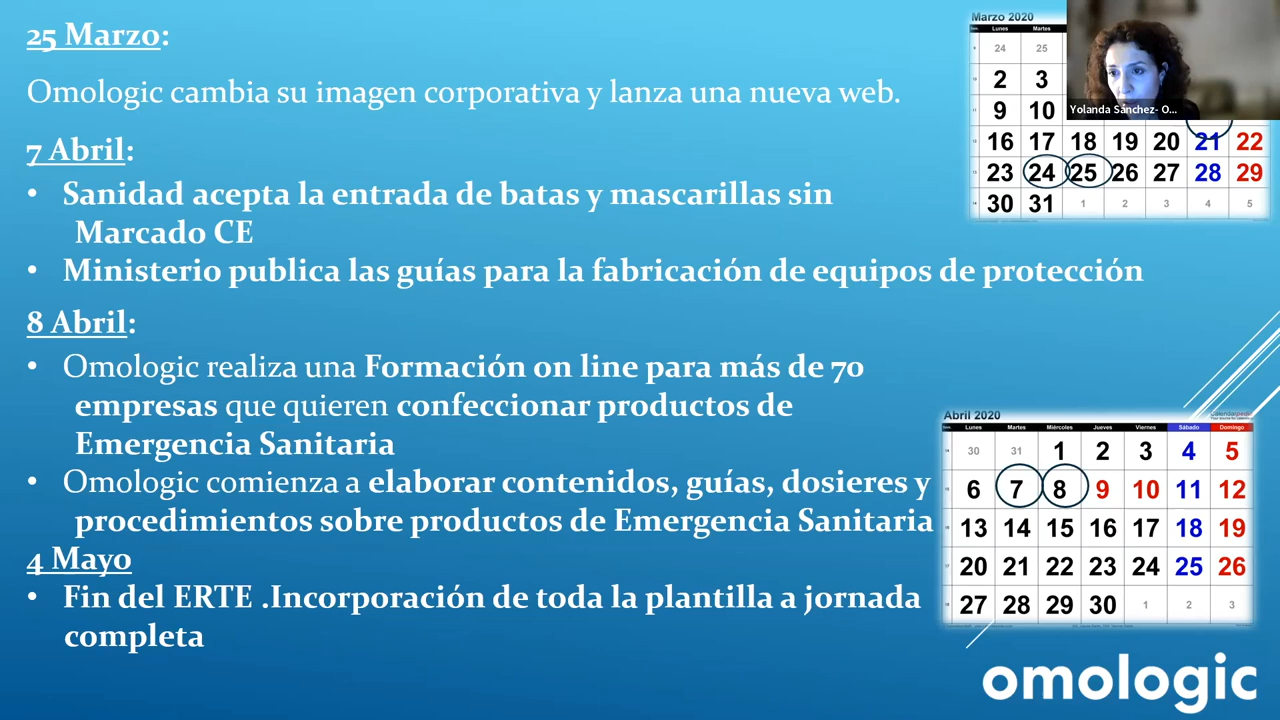 25 Marzo:
Omologic cambia su imagen corporativa y lanza una nueva web.
7 Abril:
• Sanidad acepta la entrada de batas y mascarillas sin
Marcado CE
• Ministerio publica las guías para la fabricación de equipos de protección
8 Abril:
• Omologic realiza una Formación on line para más de 70
empresas que quieren confeccionar productos de
Emergencia Sanitaria
• Omologic comienza a elaborar contenidos, guías, dosieres y
procedimientos sobre productos de Emergencia Sanitaria
4 Mayo
• Fin del ERTE .Incorporación de toda la plantilla a jornada
completa
Marzo 2020
Lunes Martes
24 25
2 3
9 10
16 17 18 19 20 21 22
23 24 25 26 27 28 29
30 31 1 2 3 4 5
Yolanda Sánchez- O...
Abril 2020
Lunes Martes Miércoles Jueves Viernes Sábado Domingo
30 31 1 2 3 4 5
6 7 8 9 10 11 12
13 14 15 16 17 18 19
20 21 22 23 24 25 26
27 28 29 30 1 2 3
omologic